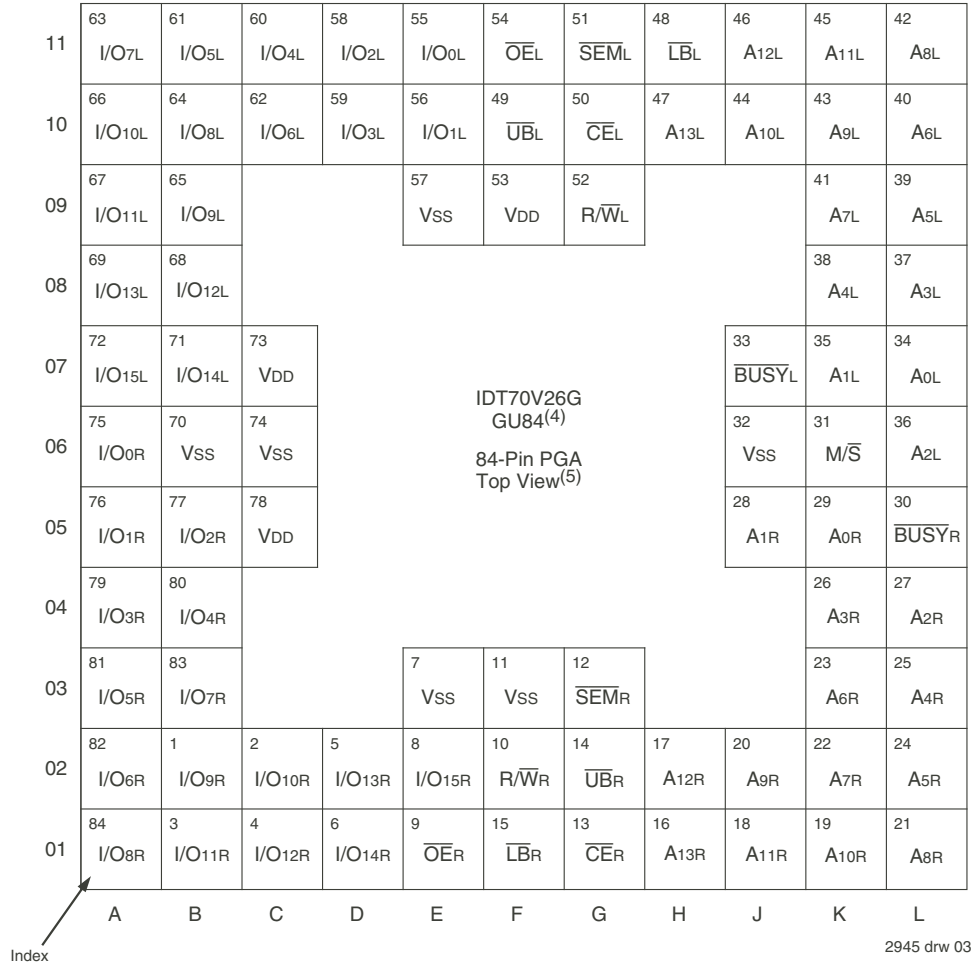 63 61 60 58 55 54 51 48 46 45 42
11 I/O7L I/O5L I/O4L I/O2L I/O0L OEL SEML LBL A12L A11L A8L
66 64 62 59 56 49 50 47 44 43 40
10 I/O10L I/O8L I/O6L I/O3L I/O1L UBL CEL A13L A10L A9L A6L
67 65 57 53 52 41 39
09 I/O11L I/O9L VSS VDD R/WL A7L A5L
69 68 38 37
08 I/O13L I/O12L A4L A3L
72 71 73 33 35 34
07 I/O15L I/O14L VDD BUSYL A1L A0L
IDT70V26G
GU84(4)
75 70 74 32 31 36
06 I/O0R VSS VSS VSS M/S A2L
84-Pin PGA
Top View(5)
76 77 78 28 29 30
05 I/O1R I/O2R VDD A1R A0R BUSYR
79 80 26 27
04 I/O3R I/O4R A3R A2R
81 83 7 11 12 23 25
03 I/O5R I/O7R VSS VSS SEMR A6R A4R
82 1 2 5 8 10 14 17 20 22 24
02 I/O6R I/O9R I/O10R I/O13R I/O15R R/WR UBR A12R A9R A7R A5R
84 3 4 6 9 15 13 16 18 19 21
01 I/O8R I/O11R I/O12R I/O14R OER LBR CER A13R A11R A10R A8R
A B C D E F G H J K L
Index
2945 drw 03